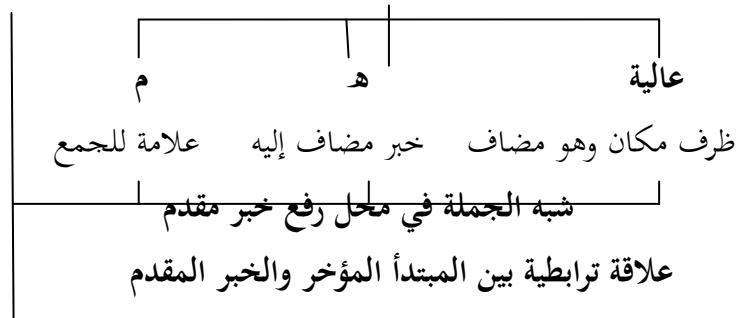 عالية هـ م
ظرف مكان وهو مضاف خبر مضاف إليه علامة للجمع
شبه الجملة في محل رفع خبر مقدم
علاقة ترابطية بين المبتدأ المؤخر والخبر المقدم